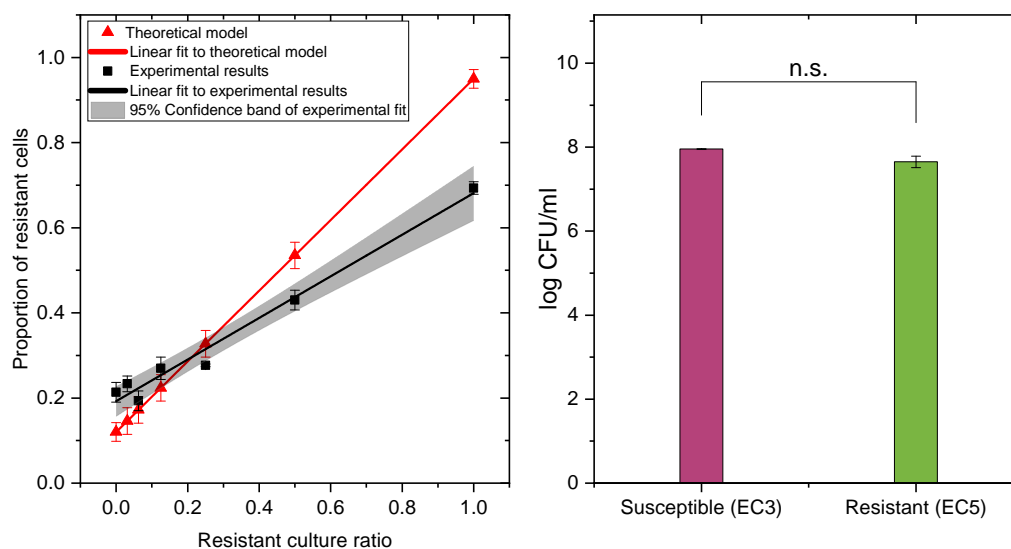 Theoretical model
Linear fit to theoretical model
Experimental results
Linear fit to experimental results
95% Confidence band of experimental fit
Proportion of resistant cells
1.0
0.8
0.6
0.4
0.2
0.0
0.0 0.2 0.4 0.6 0.8 1.0
Resistant culture ratio
log CFU/ml
10
8
6
4
2
0
n.s.
Susceptible (EC3) Resistant (EC5)